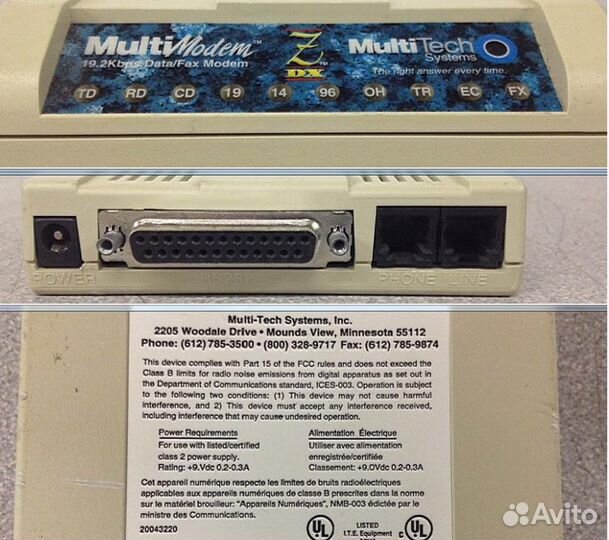 MultiModem™
19.2Kbps Data/Fax Modem
Z™
DX
MultiTech
Systems
The right answer every time.
TD RD CD 19 14 96 OH TR EC FX
POWER RS232 PHONE LINE
Multi-Tech Systems, Inc.
2205 Woodale Drive • Mounds View, Minnesota 55112
Phone: (612) 785-3500 • (800) 328-9717 Fax: (612) 785-9874
This device complies with Part 15 of the FCC rules and does not exceed the
Class B limits for radio noise emissions from digital apparatus as set out in
the Department of Communications standard, ICES-003. Operation is subject
to the following two conditions: (1) This device may not cause harmful
interference, and 2) This device must accept any interference received,
including interference that may cause undesired operation.
Power Requirements
For use with listed/certified
class 2 power supply.
Rating: +9.Vdc 0.2-0.3A
Alimentation Électrique
Utiliser avec alimentation
enregistrée/certifiée
Classement: +9.0Vdc 0.2-0.3A
Cet appareil numérique respecte les limites de bruits radioélectriques
applicables aux appareils numériques de classe B prescrites dans la norme
sur le matériel brouilleur: "Appareils Numériques", NMB-003 édictée par le
ministre des Communications.
20043220
UL
LISTED
I.T.E. Equipment
C UL
Avito